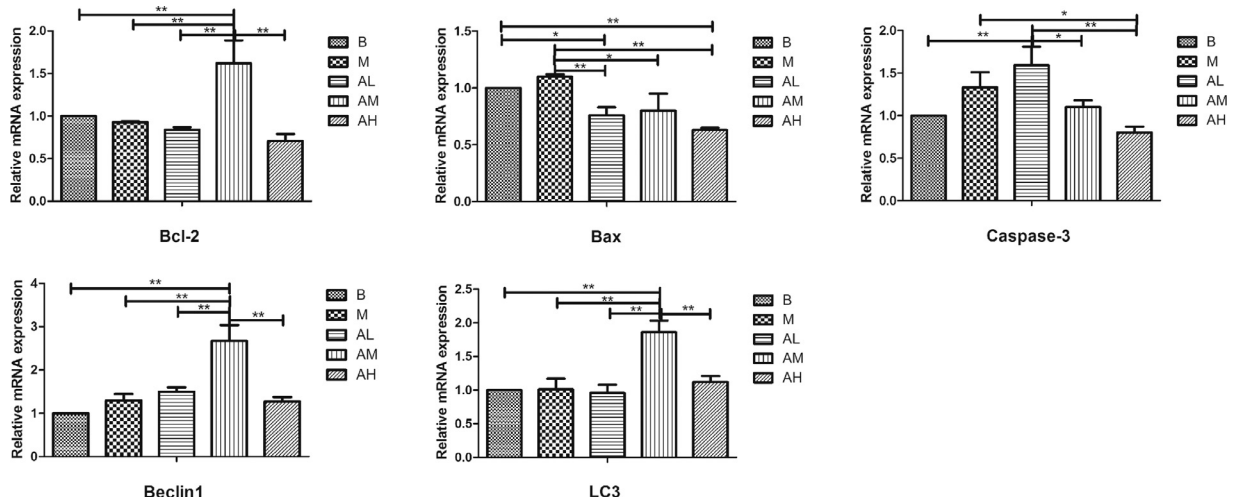 Relative mRNA expression
2.0
1.5
1.0
0.5
0.0
**
**
**
**
B
M
AL
AM
AH
Bcl-2
Relative mRNA expression
1.5
1.0
0.5
0.0
**
*
**
*
**
B
M
AL
AM
AH
Bax
Relative mRNA expression
2.0
1.5
1.0
0.5
0.0
*
**
**
*
B
M
AL
AM
AH
Caspase-3
Relative mRNA expression
4
3
2
1
0
**
**
**
**
B
M
AL
AM
AH
Beclin1
Relative mRNA expression
2.5
2.0
1.5
1.0
0.5
0.0
**
**
**
**
B
M
AL
AM
AH
LC3